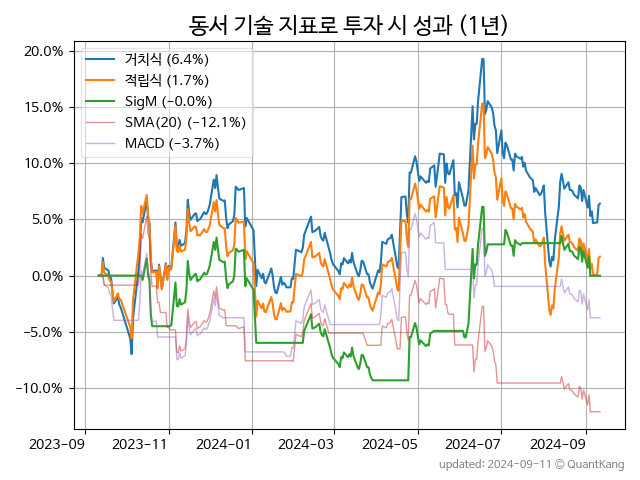 동서 기술 지표로 투자 시 성과 (1년)
20.0%
15.0%
10.0%
5.0%
0.0%
−5.0%
−10.0%
거치식 (6.4%)
적립식 (1.7%)
SigM (−0.0%)
SMA(20) (−12.1%)
MACD (−3.7%)
2023-09 2023-11 2024-01 2024-03 2024-05 2024-07 2024-09
updated: 2024-09-11 © QuantKang